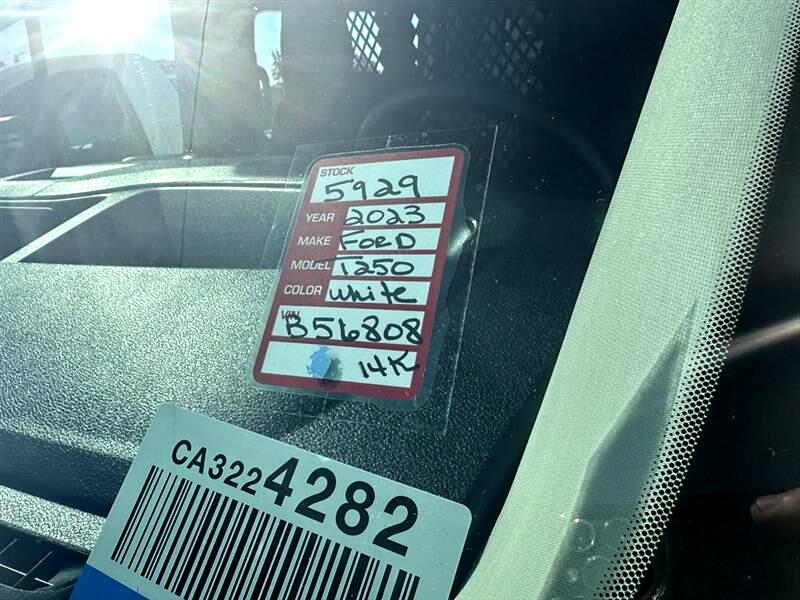 STOCK
5929
YEAR 2023
MAKE FORD
MODEL T250
COLOR White
VIN
B56808
14K
CA3224282